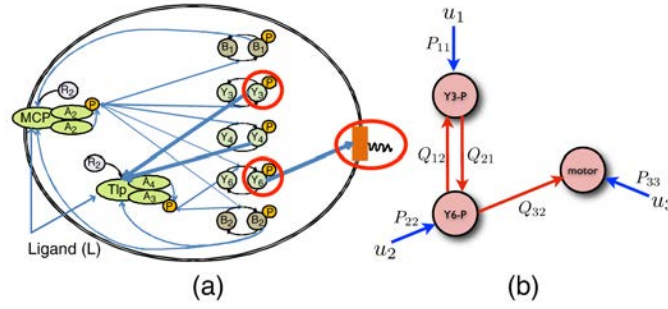 P
B₁ B₁
P
Y₃ Y₃
R₂
MCP A₂ P
A₂
P
Y₄ Y₄
R₂
P
Tlp A₄
A₃ P
Y₆ Y₆
P
B₂ B₂
Ligand (L)
(a)
u₁
P₁₁
Y3-P
Q₁₂ Q₂₁
motor
P₃₃
u₃
Q₃₂
P₂₂ Y6-P
u₂
(b)